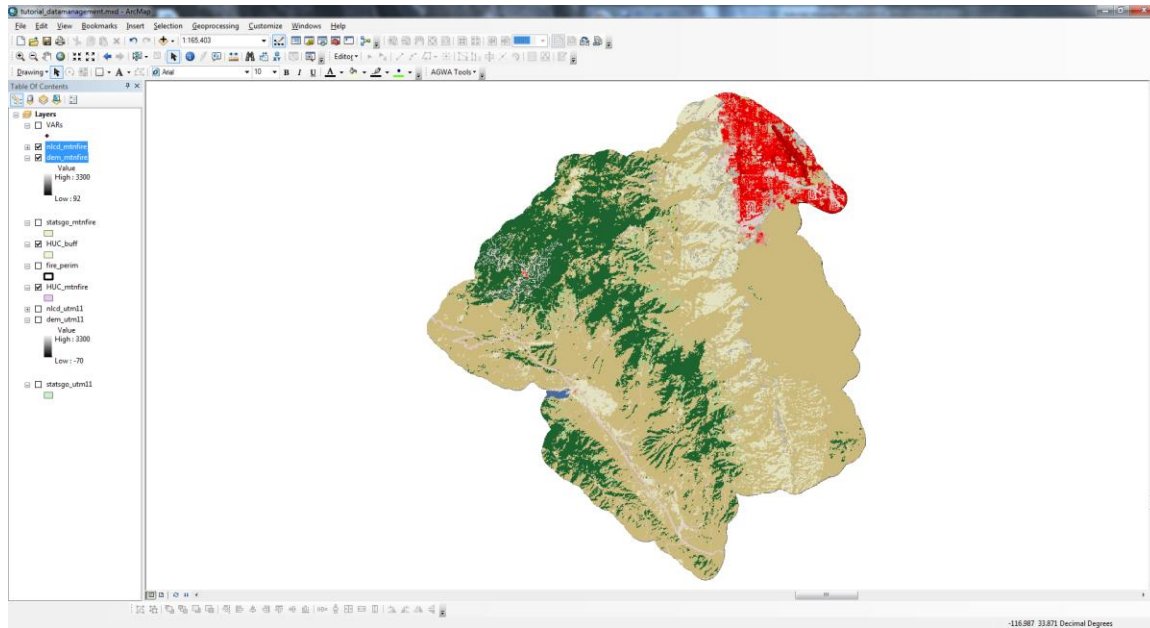 tutorial_datamanagement.mxd - ArcMap
File Edit View Bookmarks Insert Selection Geoprocessing Customize Windows Help
1:165,403
Editor
Drawing A Arial 10 B I U A AGWA Tools
Table Of Contents
Layers
VARs
nlcd_mtnfire
dem_mtnfire
Value
High : 3300
Low : 92
statsgo_mtnfire
HUC_buff
fire_perim
HUC_mtnfire
nlcd_utm11
dem_utm11
Value
High : 3300
Low : -70
statsgo_utm11
-116.987 33.871 Decimal Degrees